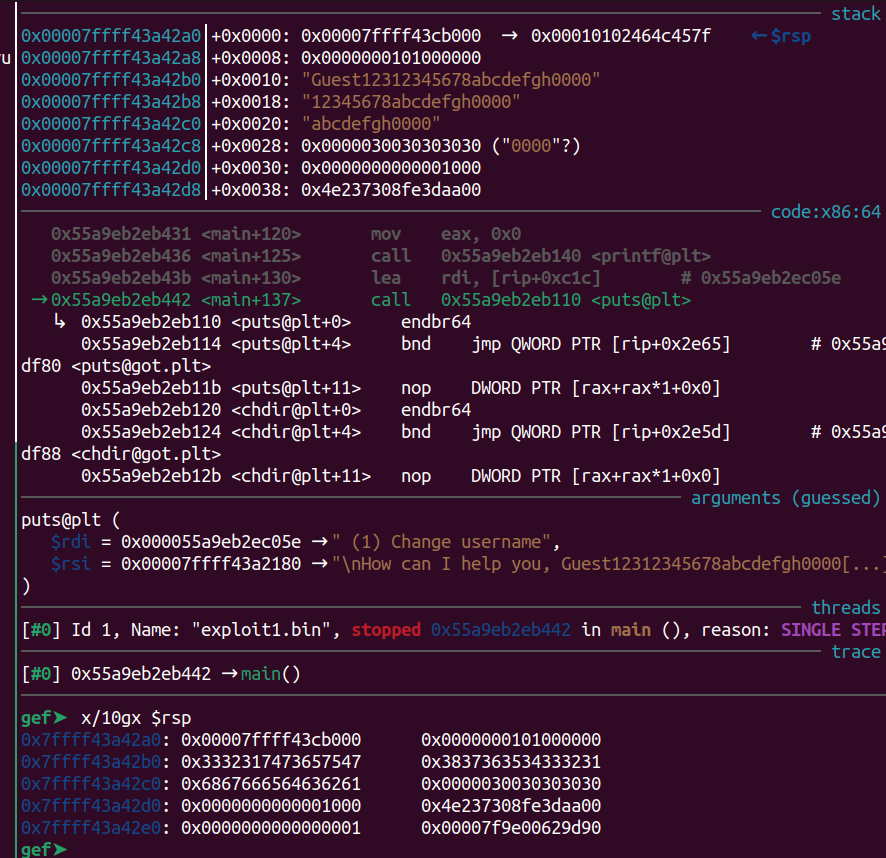 stack
0x00007ffff43a42a0│+0x0000: 0x00007ffff43cb000 → 0x00010102464c457f ←$rsp
0x00007ffff43a42a8│+0x0008: 0x0000000101000000
0x00007ffff43a42b0│+0x0010: "Guest12312345678abcdefgh0000"
0x00007ffff43a42b8│+0x0018: "12345678abcdefgh0000"
0x00007ffff43a42c0│+0x0020: "abcdefgh0000"
0x00007ffff43a42c8│+0x0028: 0x0000030030303030 ("0000"?)
0x00007ffff43a42d0│+0x0030: 0x0000000000001000
0x00007ffff43a42d8│+0x0038: 0x4e237308fe3daa00
code:x86:64
0x55a9eb2eb431 <main+120> mov eax, 0x0
0x55a9eb2eb436 <main+125> call 0x55a9eb2eb140 <printf@plt>
0x55a9eb2eb43b <main+130> lea rdi, [rip+0xc1c] # 0x55a9eb2ec05e
→0x55a9eb2eb442 <main+137> call 0x55a9eb2eb110 <puts@plt>
↳ 0x55a9eb2eb110 <puts@plt+0> endbr64
0x55a9eb2eb114 <puts@plt+4> bnd jmp QWORD PTR [rip+0x2e65] # 0x55a9
df80 <puts@got.plt>
0x55a9eb2eb11b <puts@plt+11> nop DWORD PTR [rax+rax*1+0x0]
0x55a9eb2eb120 <chdir@plt+0> endbr64
0x55a9eb2eb124 <chdir@plt+4> bnd jmp QWORD PTR [rip+0x2e5d] # 0x55a9
df88 <chdir@got.plt>
0x55a9eb2eb12b <chdir@plt+11> nop DWORD PTR [rax+rax*1+0x0]
arguments (guessed)
puts@plt (
$rdi = 0x000055a9eb2ec05e →" (1) Change username",
$rsi = 0x00007ffff43a2180 →"\nHow can I help you, Guest12312345678abcdefgh0000[...]
)
threads
[#0] Id 1, Name: "exploit1.bin", stopped 0x55a9eb2eb442 in main (), reason: SINGLE STEP
trace
[#0] 0x55a9eb2eb442 →main()
gef➤ x/10gx $rsp
0x7ffff43a42a0: 0x00007ffff43cb000 0x0000000101000000
0x7ffff43a42b0: 0x3332317473657547 0x3837363534333231
0x7ffff43a42c0: 0x6867666564636261 0x0000030030303030
0x7ffff43a42d0: 0x0000000000001000 0x4e237308fe3daa00
0x7ffff43a42e0: 0x0000000000000001 0x00007f9e00629d90
gef➤